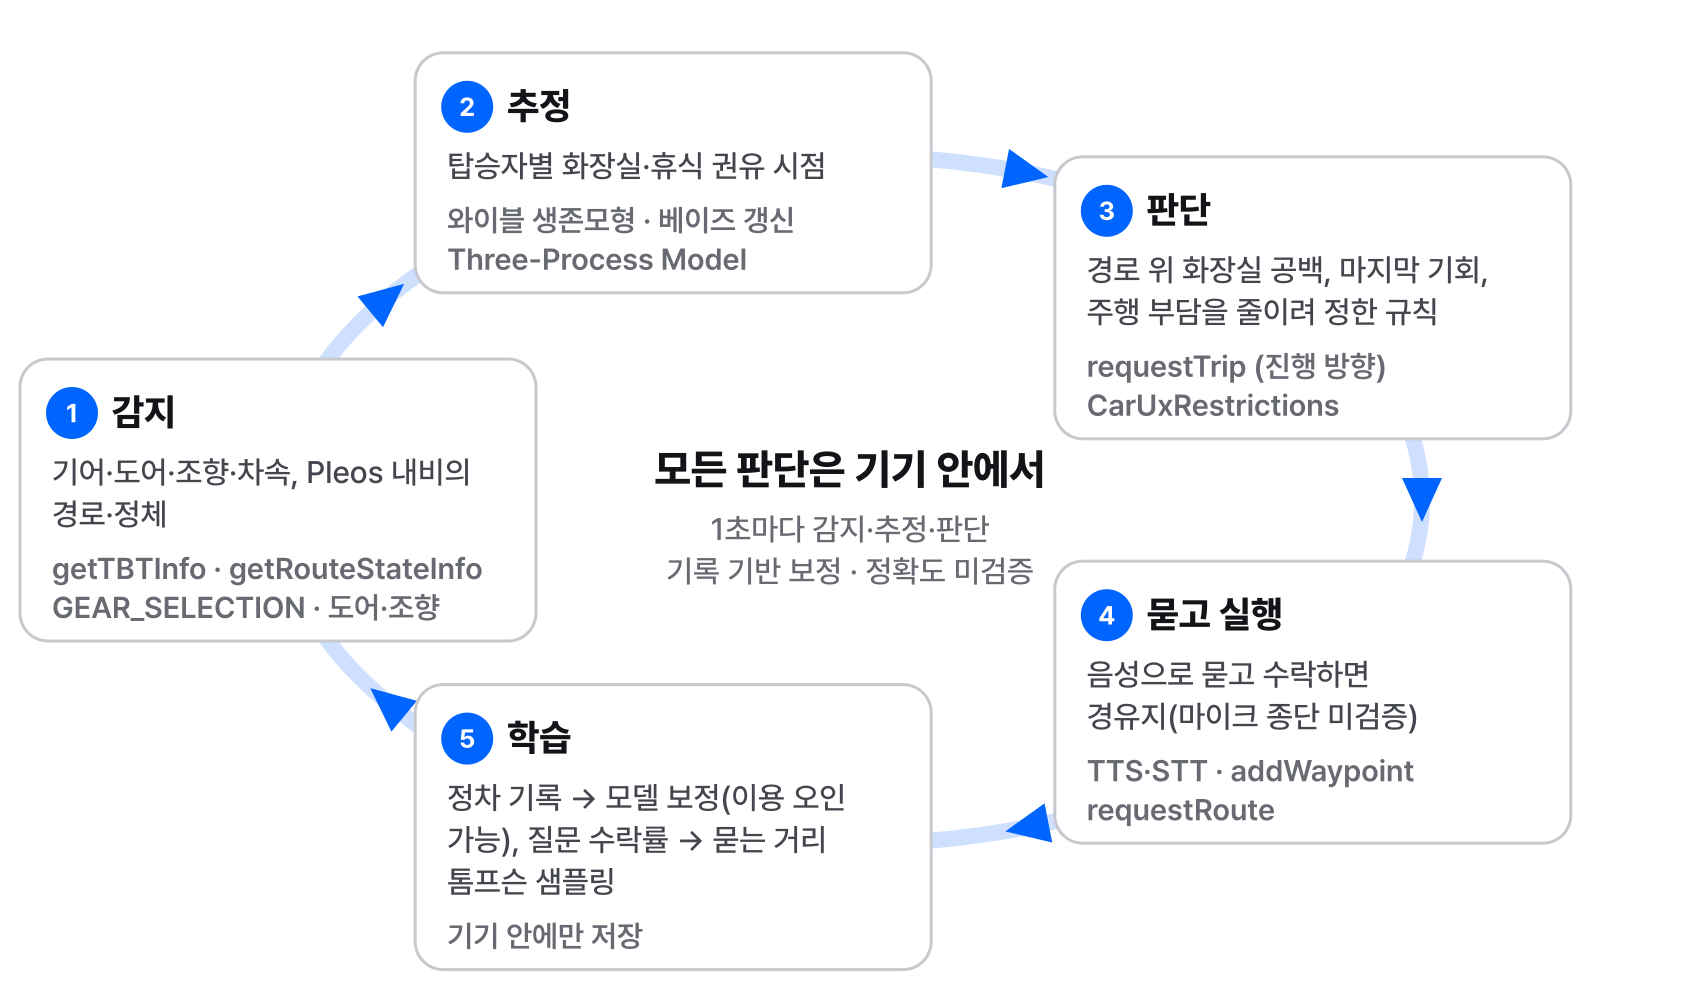 1
감지
기어·도어·조향·차속, Pleos 내비의
경로·정체
getTBTInfo · getRouteStateInfo
GEAR_SELECTION · 도어·조향
2
추정
탑승자별 화장실·휴식 권유 시점
와이블 생존모형 · 베이즈 갱신
Three-Process Model
3
판단
경로 위 화장실 공백, 마지막 기회,
주행 부담을 줄이려 정한 규칙
requestTrip (진행 방향)
CarUxRestrictions
모든 판단은 기기 안에서
1초마다 감지·추정·판단
기록 기반 보정 · 정확도 미검증
4
묻고 실행
음성으로 묻고 수락하면
경유지(마이크 종단 미검증)
TTS·STT · addWaypoint
requestRoute
5
학습
정차 기록 → 모델 보정(이용 오인
가능), 질문 수락률 → 묻는 거리
톰프슨 샘플링
기기 안에만 저장